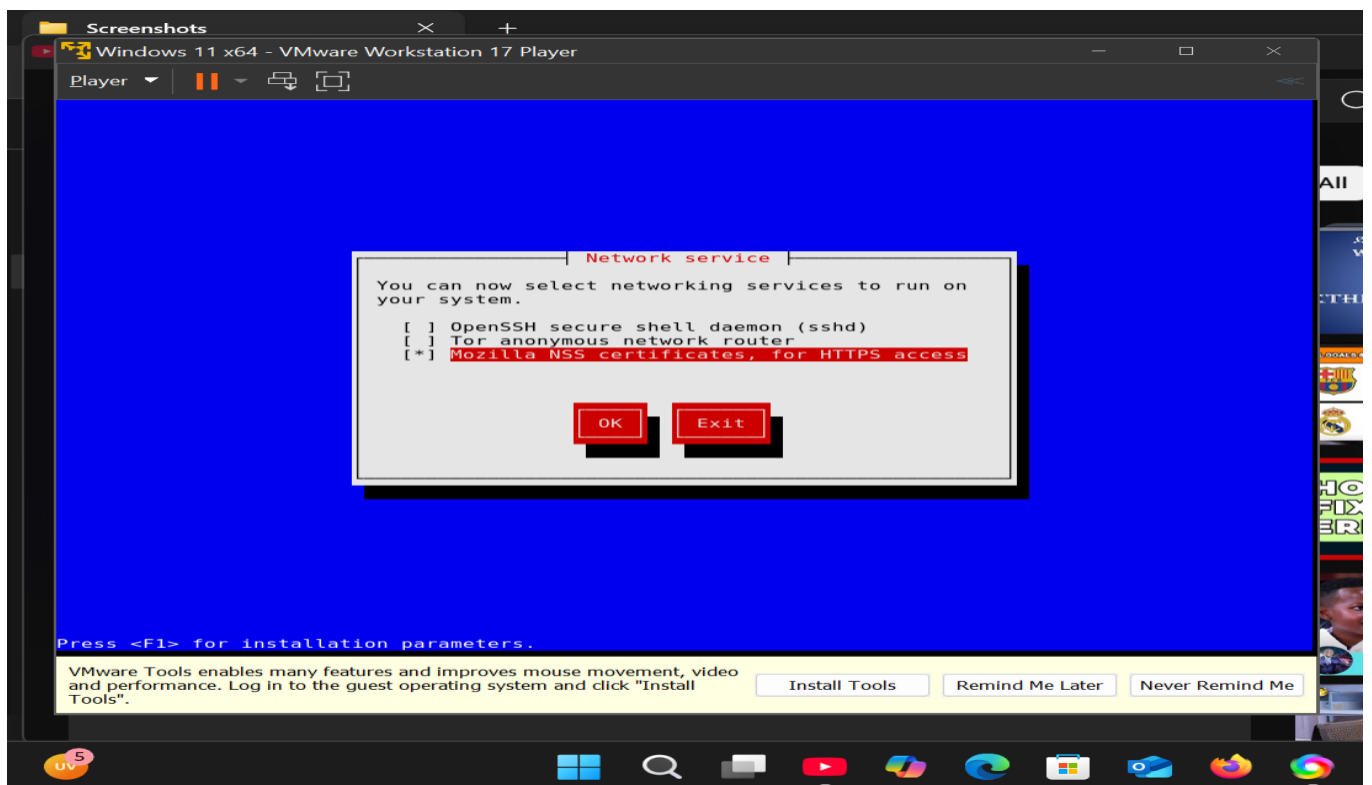 Screenshots
Windows 11 x64 - VMware Workstation 17 Player
Player
All
Network service
You can now select networking services to run on
your system.
[ ] OpenSSH secure shell daemon (sshd)
[ ] Tor anonymous network router
[*] Mozilla NSS certificates, for HTTPS access
OK Exit
Press <F1> for installation parameters.
VMware Tools enables many features and improves mouse movement, video
and performance. Log in to the guest operating system and click "Install
Tools".
Install Tools Remind Me Later Never Remind Me
UV 5